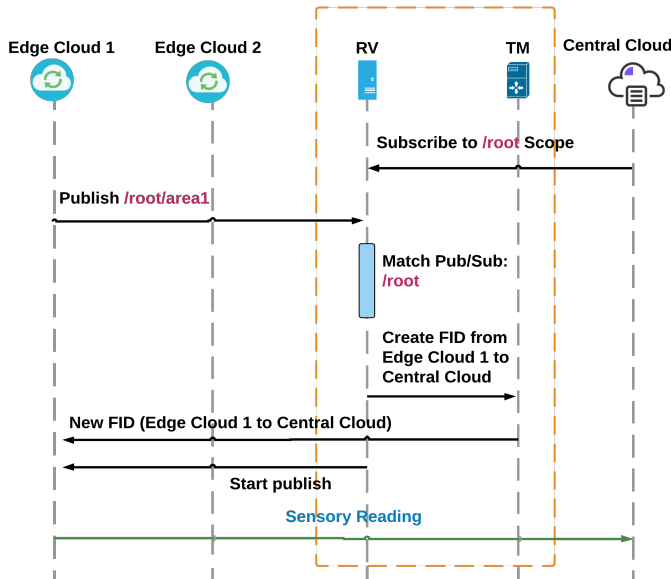 Edge Cloud 1
Edge Cloud 2
RV
TM
Central Cloud
Subscribe to /root Scope
Publish /root/area1
Match Pub/Sub:
/root
Create FID from
Edge Cloud 1 to
Central Cloud
New FID (Edge Cloud 1 to Central Cloud)
Start publish
Sensory Reading